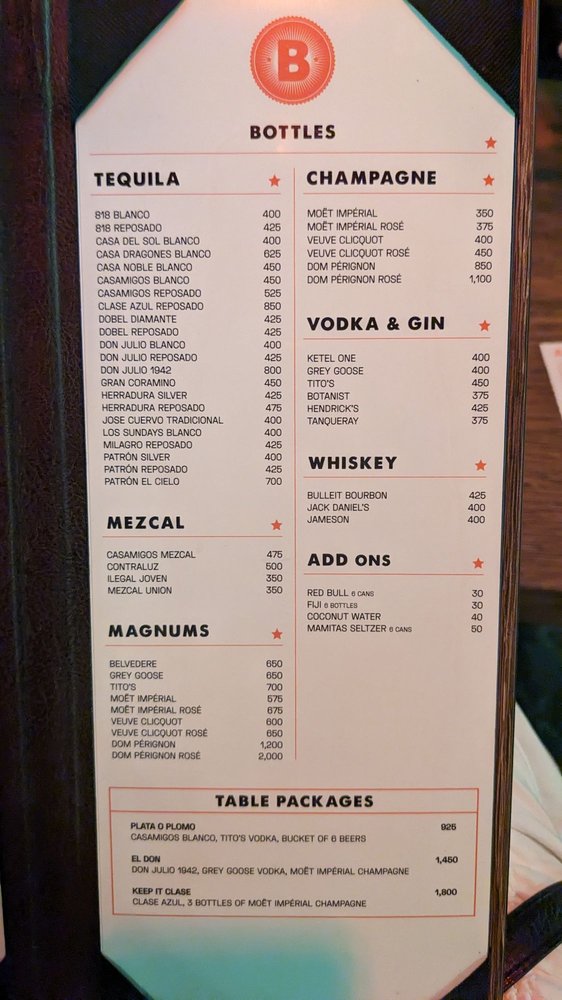 B
BOTTLES
TEQUILA
818 BLANCO 400
818 REPOSADO 425
CASA DEL SOL BLANCO 400
CASA DRAGONES BLANCO 625
CASA NOBLE BLANCO 450
CASAMIGOS BLANCO 450
CASAMIGOS REPOSADO 525
CLASE AZUL REPOSADO 850
DOBEL DIAMANTE 425
DOBEL REPOSADO 425
DON JULIO BLANCO 400
DON JULIO REPOSADO 425
DON JULIO 1942 800
GRAN CORAMINO 450
HERRADURA SILVER 425
HERRADURA REPOSADO 475
JOSE CUERVO TRADICIONAL 400
LOS SUNDAYS BLANCO 400
MILAGRO REPOSADO 425
PATRÓN SILVER 400
PATRÓN REPOSADO 425
PATRÓN EL CIELO 700
MEZCAL
CASAMIGOS MEZCAL 475
CONTRALUZ 500
ILEGAL JOVEN 350
MEZCAL UNION 350
MAGNUMS
BELVEDERE 650
GREY GOOSE 650
TITO'S 700
MOËT IMPÉRIAL 575
MOËT IMPÉRIAL ROSÉ 675
VEUVE CLICQUOT 600
VEUVE CLICQUOT ROSÉ 650
DOM PÉRIGNON 1,200
DOM PÉRIGNON ROSÉ 2,000
CHAMPAGNE
MOËT IMPÉRIAL 350
MOËT IMPÉRIAL ROSÉ 375
VEUVE CLICQUOT 400
VEUVE CLICQUOT ROSÉ 450
DOM PÉRIGNON 850
DOM PÉRIGNON ROSÉ 1,100
VODKA & GIN
KETEL ONE 400
GREY GOOSE 400
TITO'S 450
BOTANIST 375
HENDRICK'S 425
TANQUERAY 375
WHISKEY
BULLEIT BOURBON 425
JACK DANIEL'S 400
JAMESON 400
ADD ONS
RED BULL 6 CANS 30
FIJI 6 BOTTLES 30
COCONUT WATER 40
MAMITAS SELTZER 6 CANS 50
TABLE PACKAGES
PLATA O PLOMO 925
CASAMIGOS BLANCO, TITO'S VODKA, BUCKET OF 6 BEERS
EL DON 1,450
DON JULIO 1942, GREY GOOSE VODKA, MOËT IMPÉRIAL CHAMPAGNE
KEEP IT CLASE 1,800
CLASE AZUL, 3 BOTTLES OF MOËT IMPÉRIAL CHAMPAGNE